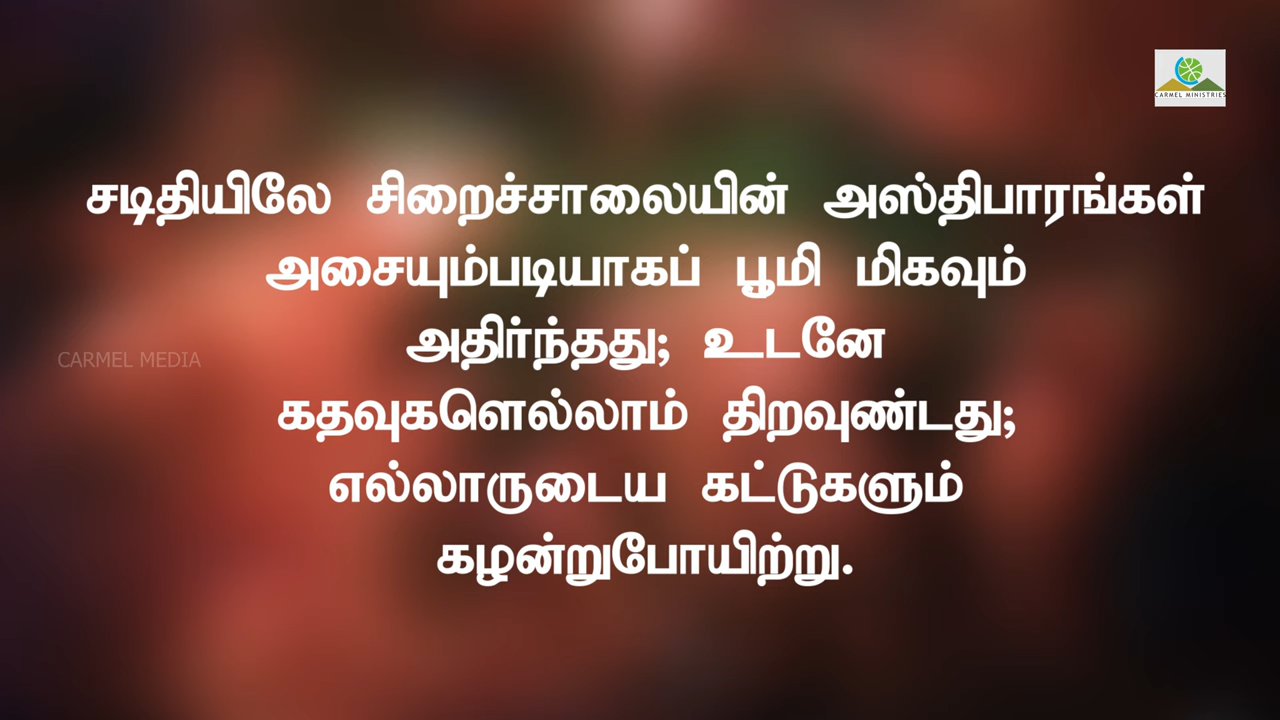 CARMEL MINISTRIES
சடிதியிலே சிறைச்சாலையின் அஸ்திபாரங்கள்
அசையும்படியாகப் பூமி மிகவும்
அதிர்ந்தது; உடனே
CARMEL MEDIA
கதவுகளெல்லாம் திறவுண்டது;
எல்லாருடைய கட்டுகளும்
கழன்றுபோயிற்று.